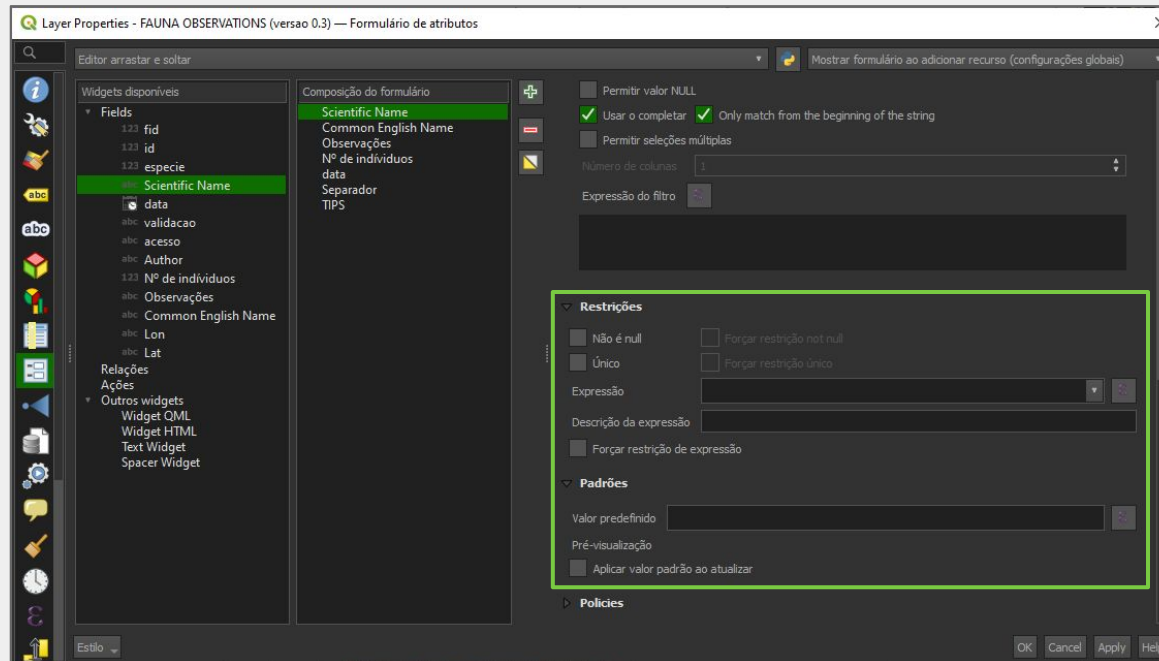 Layer Properties - FAUNA OBSERVATIONS (versao 0.3) — Formulário de atributos
Editor arrastar e soltar
Mostrar formulário ao adicionar recurso (configurações globais)
Widgets disponíveis
Fields
123 fid
123 id
123 especie
abc Scientific Name
data
abc validacao
abc acesso
abc Author
123 Nº de indíviduos
abc Observações
abc Common English Name
abc Lon
abc Lat
Relações
Ações
Outros widgets
Widget QML
Widget HTML
Text Widget
Spacer Widget
Composição do formulário
Scientific Name
Common English Name
Observações
Nº de indíviduos
data
Separador
TIPS
Permitir valor NULL
Usar o completar Only match from the beginning of the string
Permitir seleções múltiplas
Número de colunas 1
Expressão do filtro
Restrições
Não é null Forçar restrição not null
Único Forçar restrição único
Expressão
Descrição da expressão
Forçar restrição de expressão
Padrões
Valor predefinido
Pré-visualização
Aplicar valor padrão ao atualizar
Policies
abc
abc
Estilo
OK Cancel Apply Hel